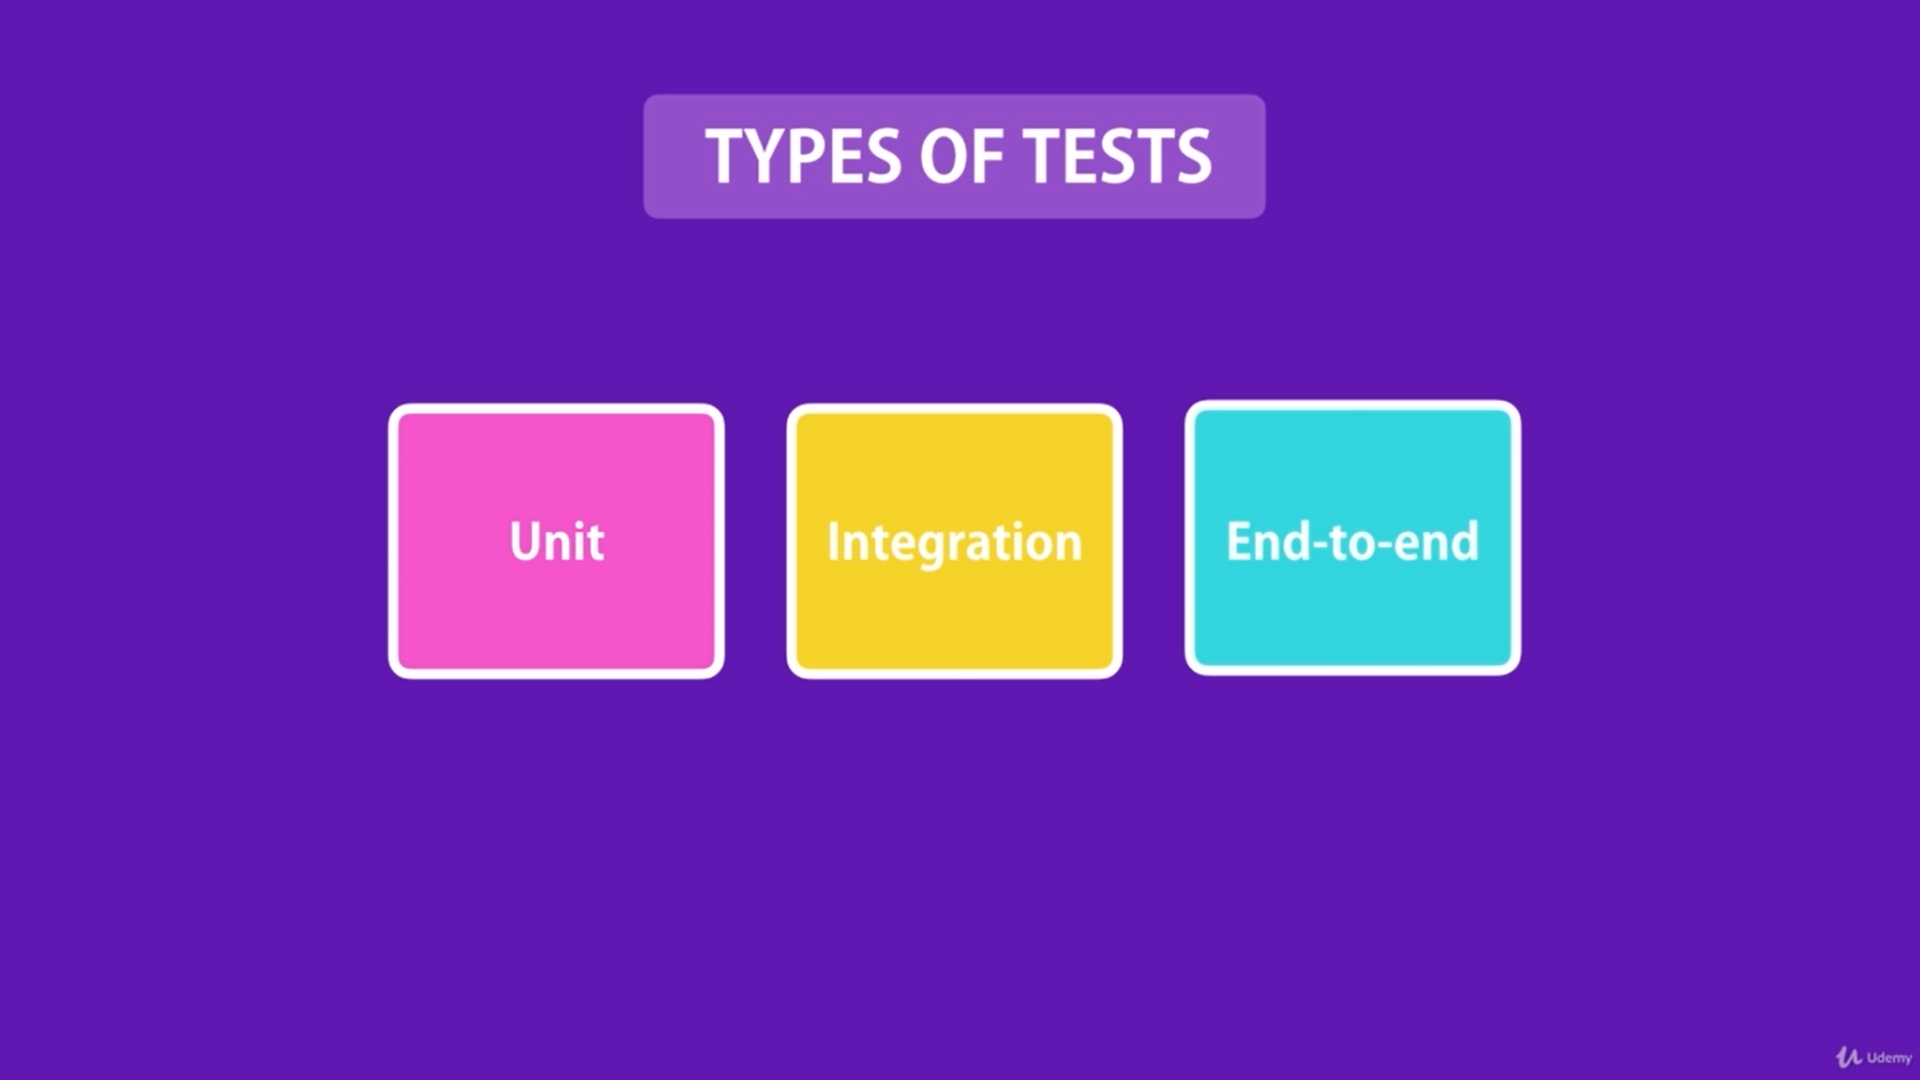 TYPES OF TESTS
Unit
Integration
End-to-end
Udemy